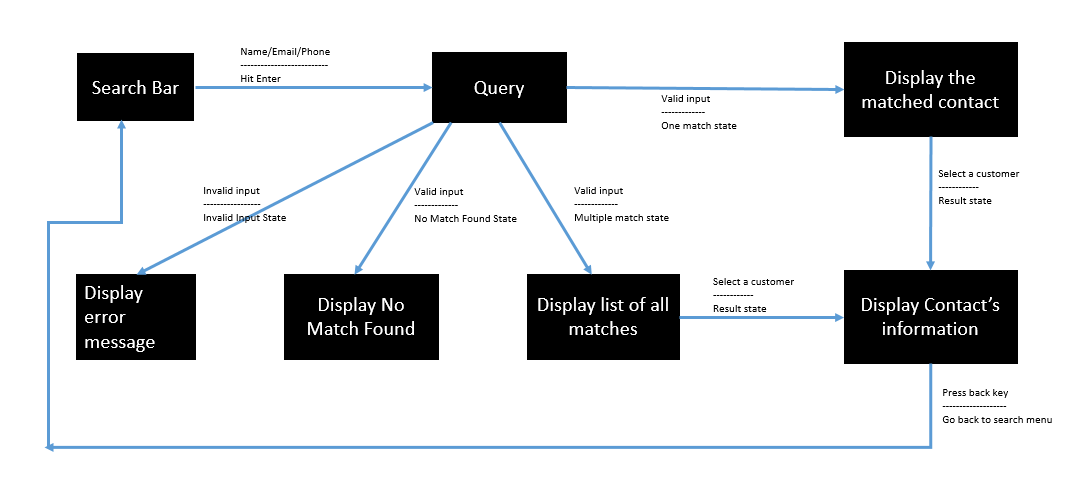 Name/Email/Phone
--------------------------
Hit Enter
Search Bar
Query
Display the
matched contact
Valid input
-------------
One match state
Select a customer
------------
Result state
Invalid input
-----------------
Invalid Input State
Valid input
-------------
No Match Found State
Valid input
-------------
Multiple match state
Display
error
message
Display No
Match Found
Display list of all
matches
Select a customer
------------
Result state
Display Contact’s
information
Press back key
-------------------
Go back to search menu